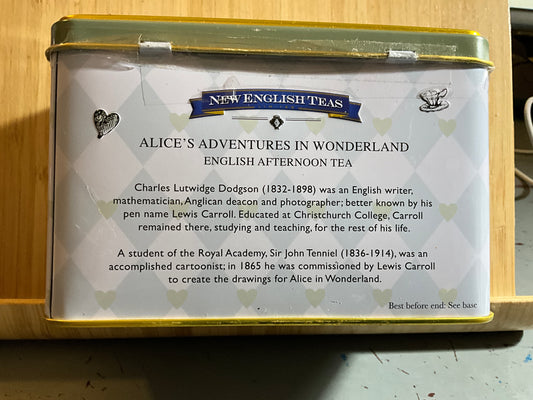 NEW ENGLISH TEAS
ALICE'S ADVENTURES IN WONDERLAND
ENGLISH AFTERNOON TEA
Charles Lutwidge Dodgson (1832-1898) was an English writer,
mathematician, Anglican deacon and photographer; better known by his
pen name Lewis Carroll. Educated at Christchurch College, Carroll
remained there, studying and teaching, for the rest of his life.
A student of the Royal Academy, Sir John Tenniel (1836-1914), was an
accomplished cartoonist; in 1865 he was commissioned by Lewis Carroll
to create the drawings for Alice in Wonderland.
Best before end: See base